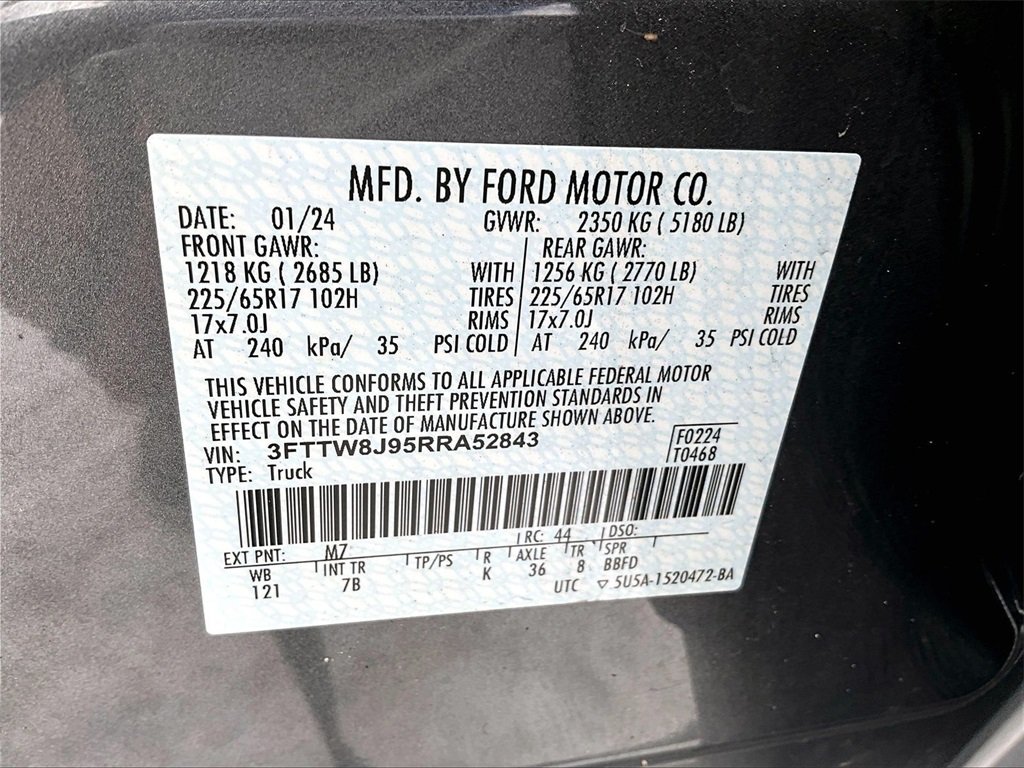 MFD. BY FORD MOTOR CO.
DATE: 01/24 GVWR: 2350 KG ( 5180 LB)
FRONT GAWR: REAR GAWR:
1218 KG ( 2685 LB) WITH 1256 KG ( 2770 LB) WITH
225/65R17 102H TIRES 225/65R17 102H TIRES
17x7.0J RIMS 17x7.0J RIMS
AT 240 kPa/ 35 PSI COLD AT 240 kPa/ 35 PSI COLD
THIS VEHICLE CONFORMS TO ALL APPLICABLE FEDERAL MOTOR
VEHICLE SAFETY AND THEFT PREVENTION STANDARDS IN
EFFECT ON THE DATE OF MANUFACTURE SHOWN ABOVE.
VIN: 3FTTW8J95RRA52843 F0224
TYPE: Truck T0468
EXT PNT: M7 RC: 44 DSO:
WB INT TR TP/PS R AXLE TR SPR
121 7B K 36 8 BBFD
UTC ▽ 5U5A-1520472-BA